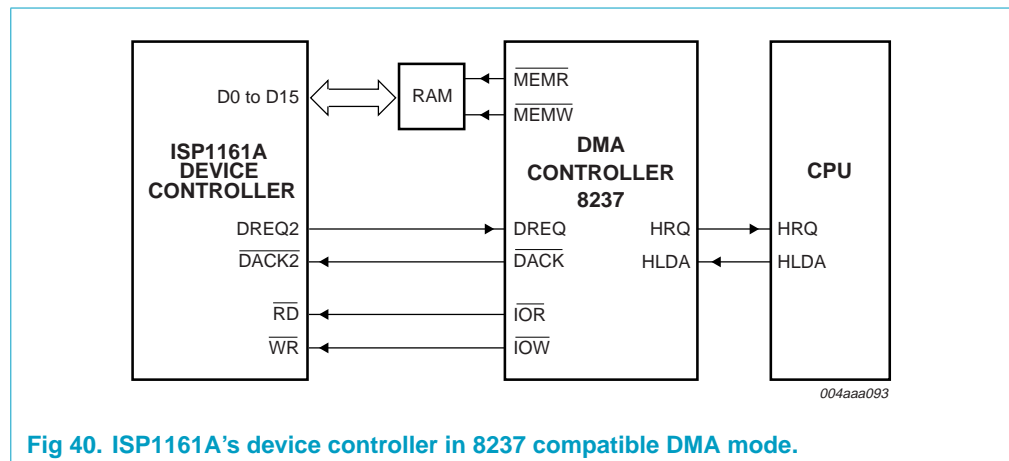 D0 to D15
RAM
MEMR
MEMW
ISP1161A
DEVICE
CONTROLLER
DMA
CONTROLLER
8237
CPU
DREQ2
DREQ
HRQ
HRQ
DACK2
DACK
HLDA
HLDA
RD
IOR
WR
IOW
004aaa093
Fig 40. ISP1161A's device controller in 8237 compatible DMA mode.